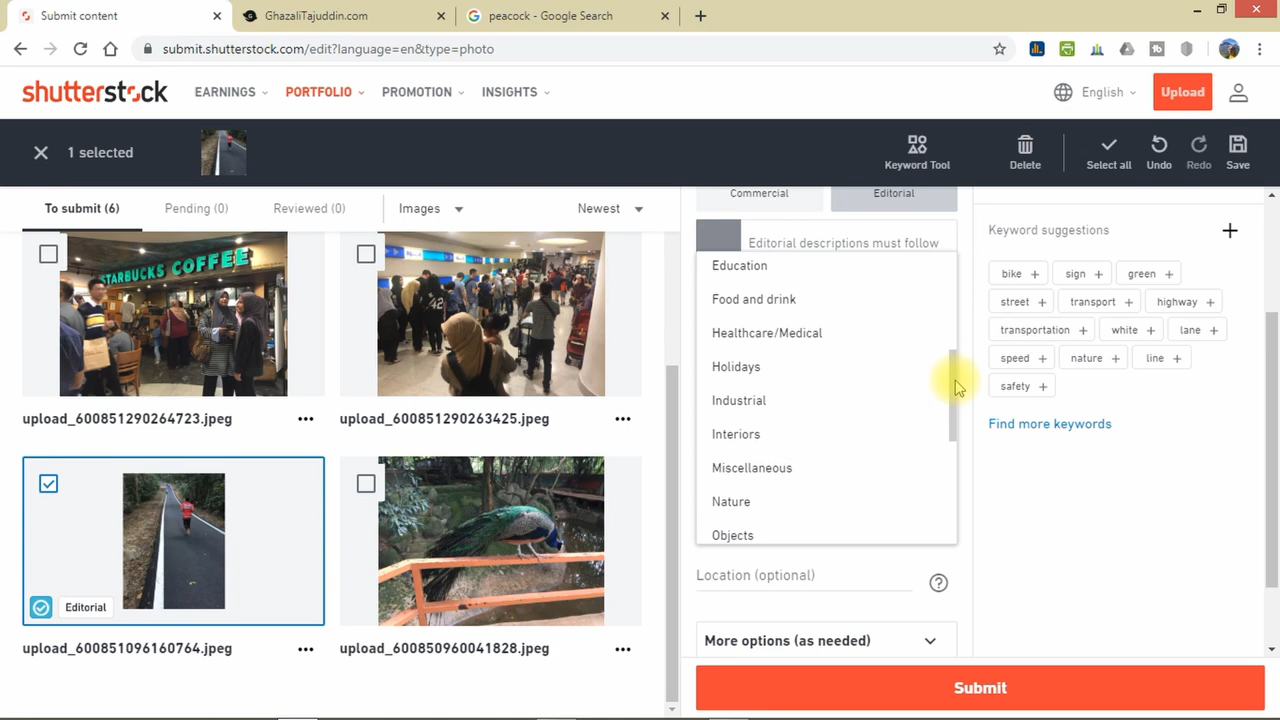 Submit content
GhazaliTajuddin.com
peacock - Google Search
submit.shutterstock.com/edit?language=en&type=photo
shutterstock
EARNINGS
PORTFOLIO
PROMOTION
INSIGHTS
English
Upload
1 selected
Keyword Tool
Delete
Select all
Undo
Redo
Save
To submit (6)
Pending (0)
Reviewed (0)
Images
Newest
STARBUCKS COFFEE
42
upload_600851290264723.jpeg
upload_600851290263425.jpeg
Editorial
upload_600851096160764.jpeg
upload_600850960041828.jpeg
Commercial
Editorial
Editorial descriptions must follow
Education
Food and drink
Healthcare/Medical
Holidays
Industrial
Interiors
Miscellaneous
Nature
Objects
Location (optional)
More options (as needed)
Keyword suggestions
bike + sign + green +
street + transport + highway +
transportation + white + lane +
speed + nature + line +
safety +
Find more keywords
Submit